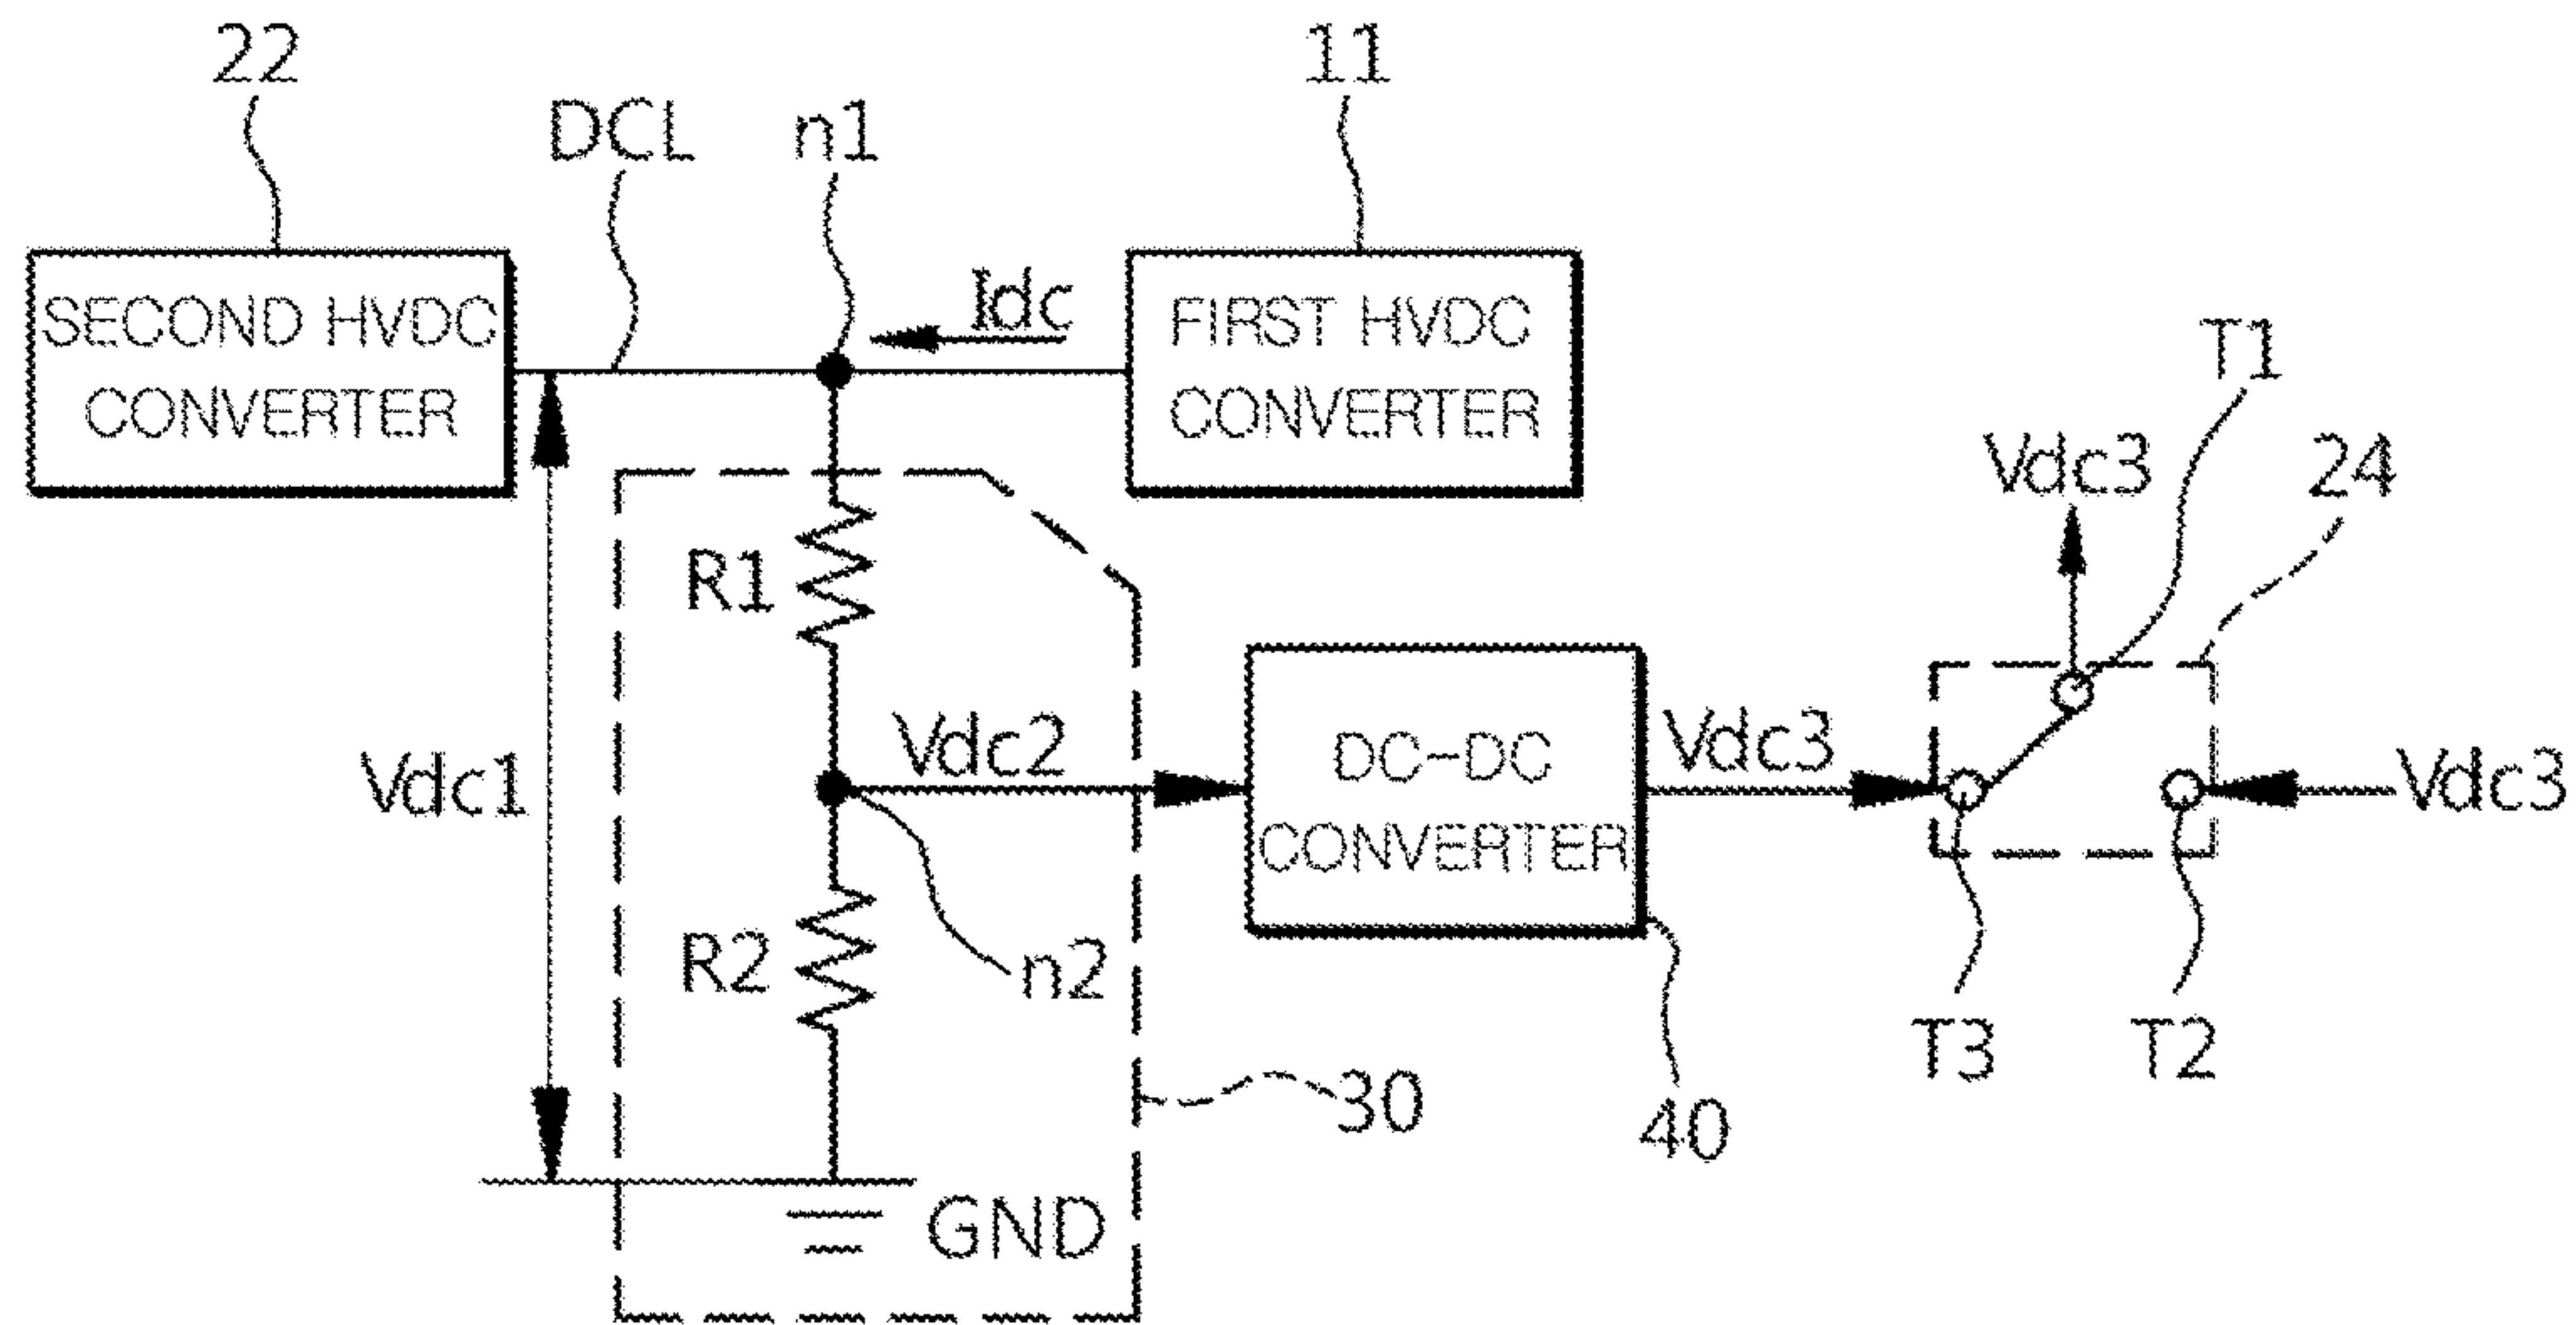 22
11
DCL
n1
Idc
SECOND HVDC
CONVERTER
FIRST HVDC
CONVERTER
T1
Vdc3
24
R1
Vdc1
Vdc2
DC-DC
CONVERTER
Vdc3
Vdc3
R2
n2
T3
T2
30
40
GND